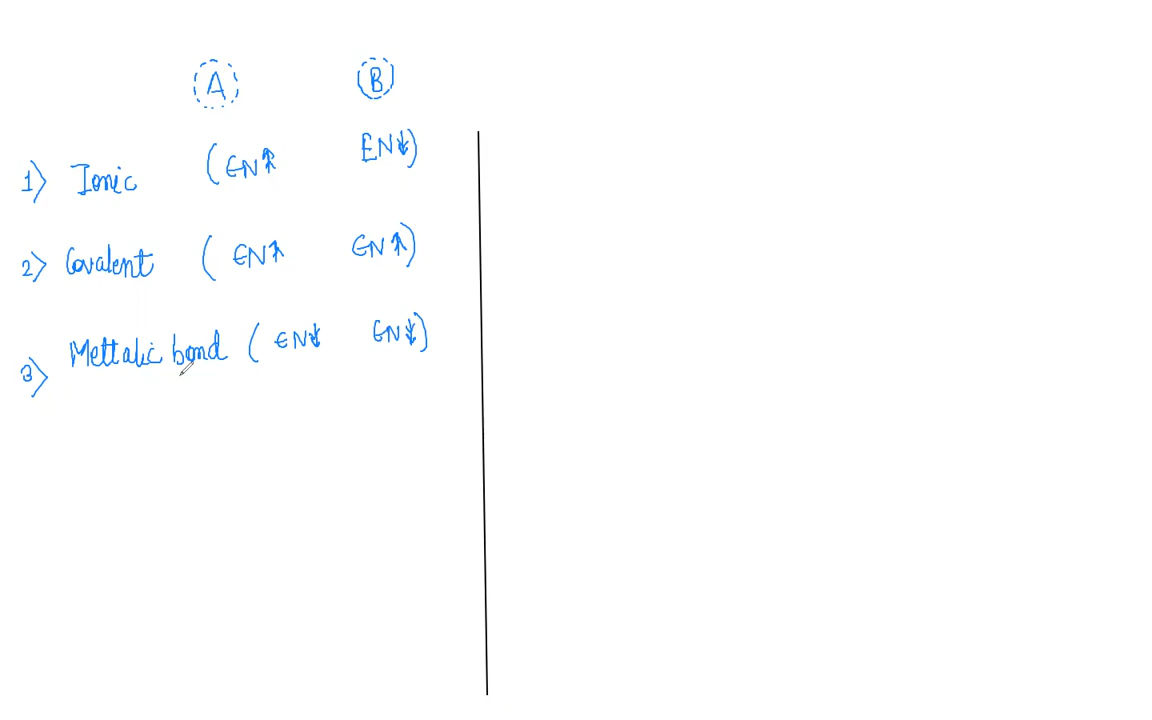 A B
1) Ionic (EN↑ EN↓)
2) Covalent (EN↑ EN↑)
3) Mettalic bond (EN↓ EN↓)